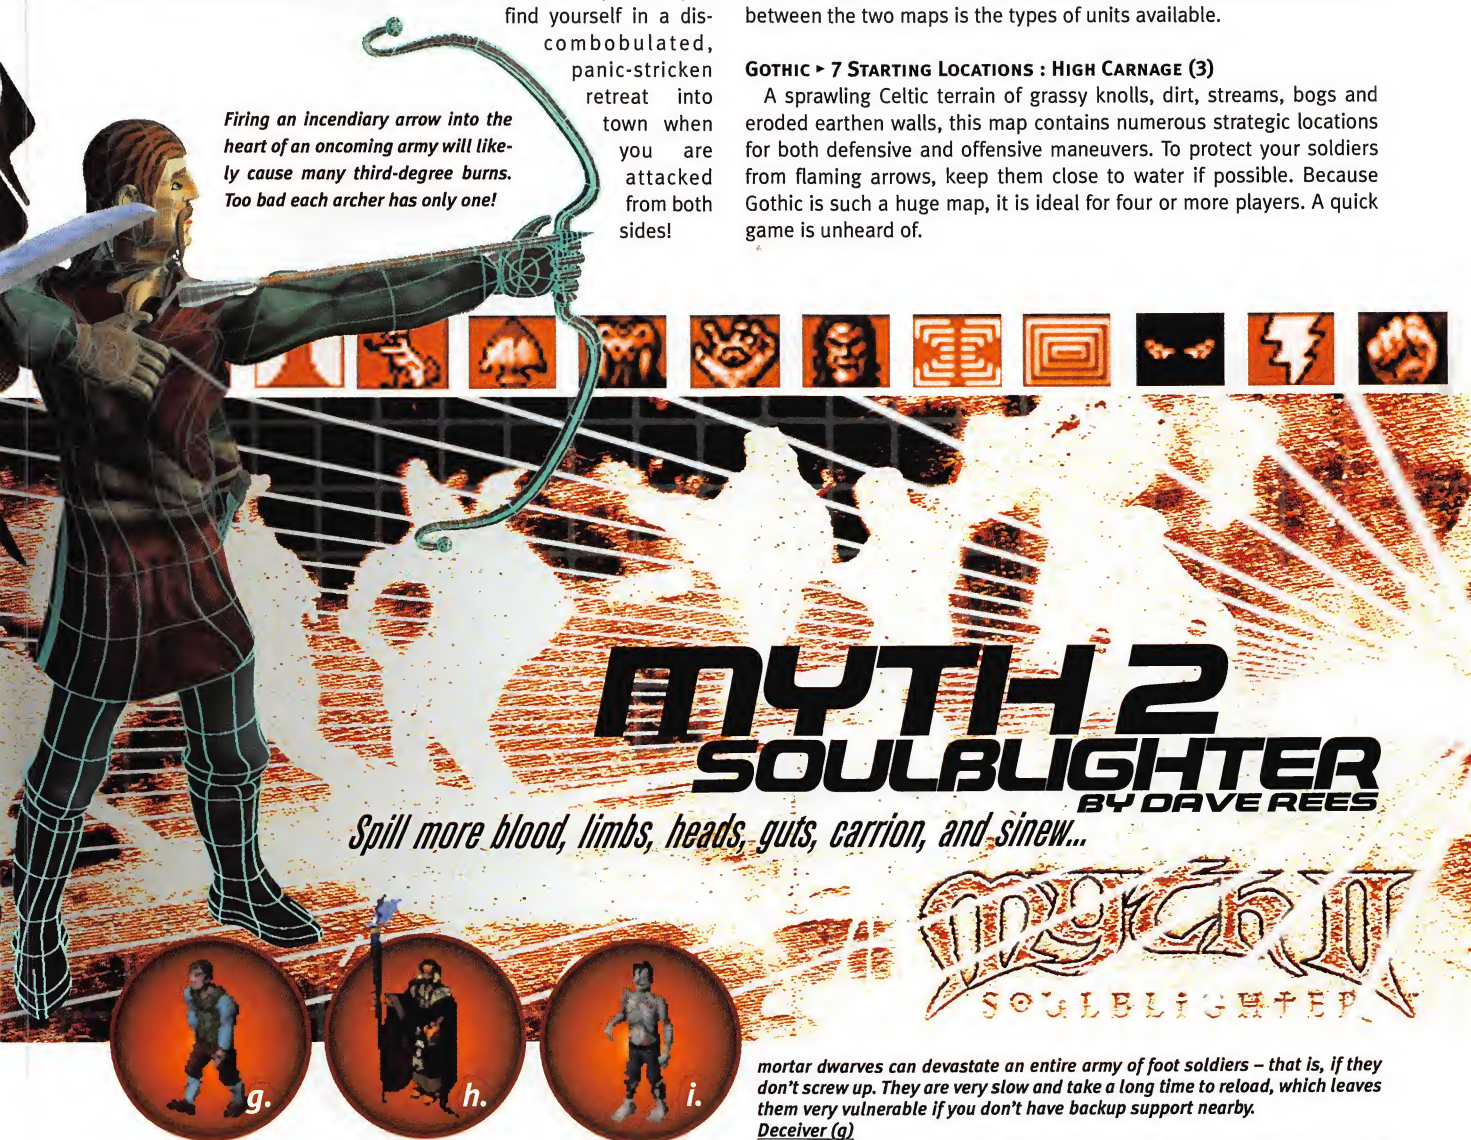 find yourself in a dis-
combobulated,
panic-stricken
retreat into
town when
you are
attacked
from both
sides!
Firing an incendiary arrow into the
heart of an oncoming army will like-
ly cause many third-degree burns.
Too bad each archer has only one!
between the two maps is the types of units available.
GOTHIC ▸ 7 STARTING LOCATIONS : HIGH CARNAGE (3)
A sprawling Celtic terrain of grassy knolls, dirt, streams, bogs and
eroded earthen walls, this map contains numerous strategic locations
for both defensive and offensive maneuvers. To protect your soldiers
from flaming arrows, keep them close to water if possible. Because
Gothic is such a huge map, it is ideal for four or more players. A quick
game is unheard of.
MYTH 2
SOULBLIGHTER
BY DAVE REES
Spill more blood, limbs, heads, guts, carrion, and sinew...
Myth II
SOULBLIGHTER
g.
h.
i.
mortar dwarves can devastate an entire army of foot soldiers – that is, if they
don't screw up. They are very slow and take a long time to reload, which leaves
them very vulnerable if you don't have backup support nearby.
Deceiver (g)